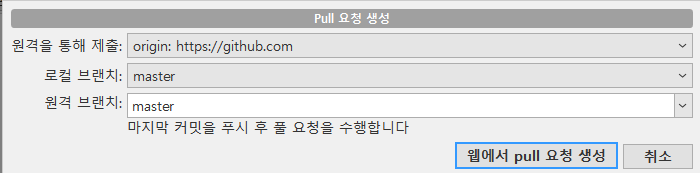 Pull 요청 생성
원격을 통해 제출: origin: https://github.com
로컬 브랜치: master
원격 브랜치: master
마지막 커밋을 푸시 후 풀 요청을 수행합니다
웹에서 pull 요청 생성 취소